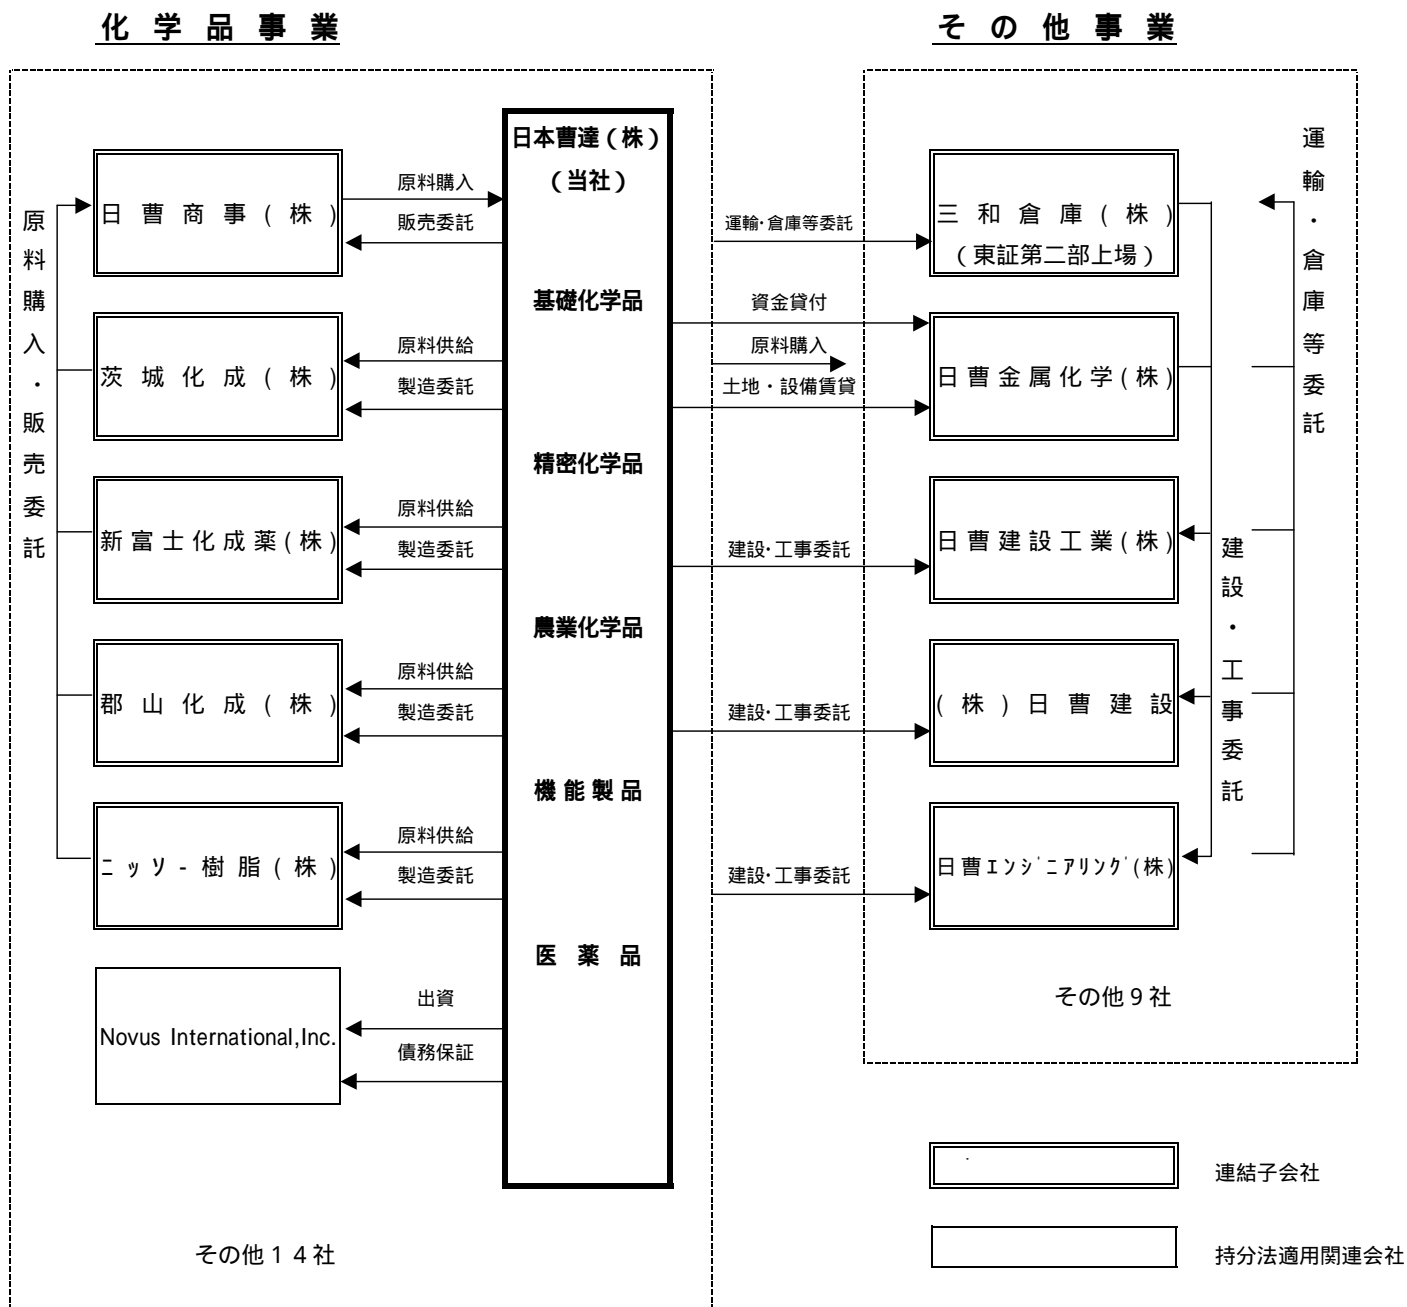 化学品事業
その他事業
日本曹達(株)
(当社)
基礎化学品
精密化学品
農業化学品
機能製品
医薬品
原料購入・販売委託
日曹商事(株)
原料購入
販売委託
茨城化成(株)
原料供給
製造委託
新富士化成薬(株)
原料供給
製造委託
郡山化成(株)
原料供給
製造委託
ニッソ-樹脂(株)
原料供給
製造委託
Novus International,Inc.
出資
債務保証
その他14社
運輸・倉庫等委託
三和倉庫(株)
(東証第二部上場)
資金貸付
原料購入
土地・設備賃貸
日曹金属化学(株)
建設・工事委託
日曹建設工業(株)
建設・工事委託
(株)日曹建設
建設・工事委託
日曹エンジニアリング(株)
建設・工事委託
運輸・倉庫等委託
その他9社
連結子会社
持分法適用関連会社